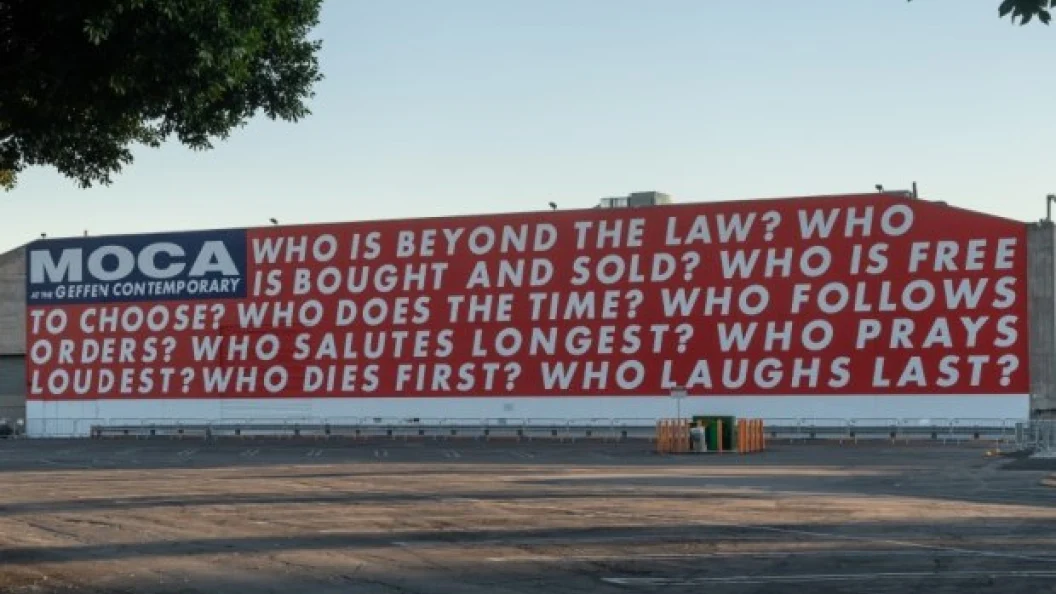 MOCA
AT THE GEFFEN CONTEMPORARY
WHO IS BEYOND THE LAW? WHO
IS BOUGHT AND SOLD? WHO IS FREE
TO CHOOSE? WHO DOES THE TIME? WHO FOLLOWS
ORDERS? WHO SALUTES LONGEST? WHO PRAYS
LOUDEST? WHO DIES FIRST? WHO LAUGHS LAST?